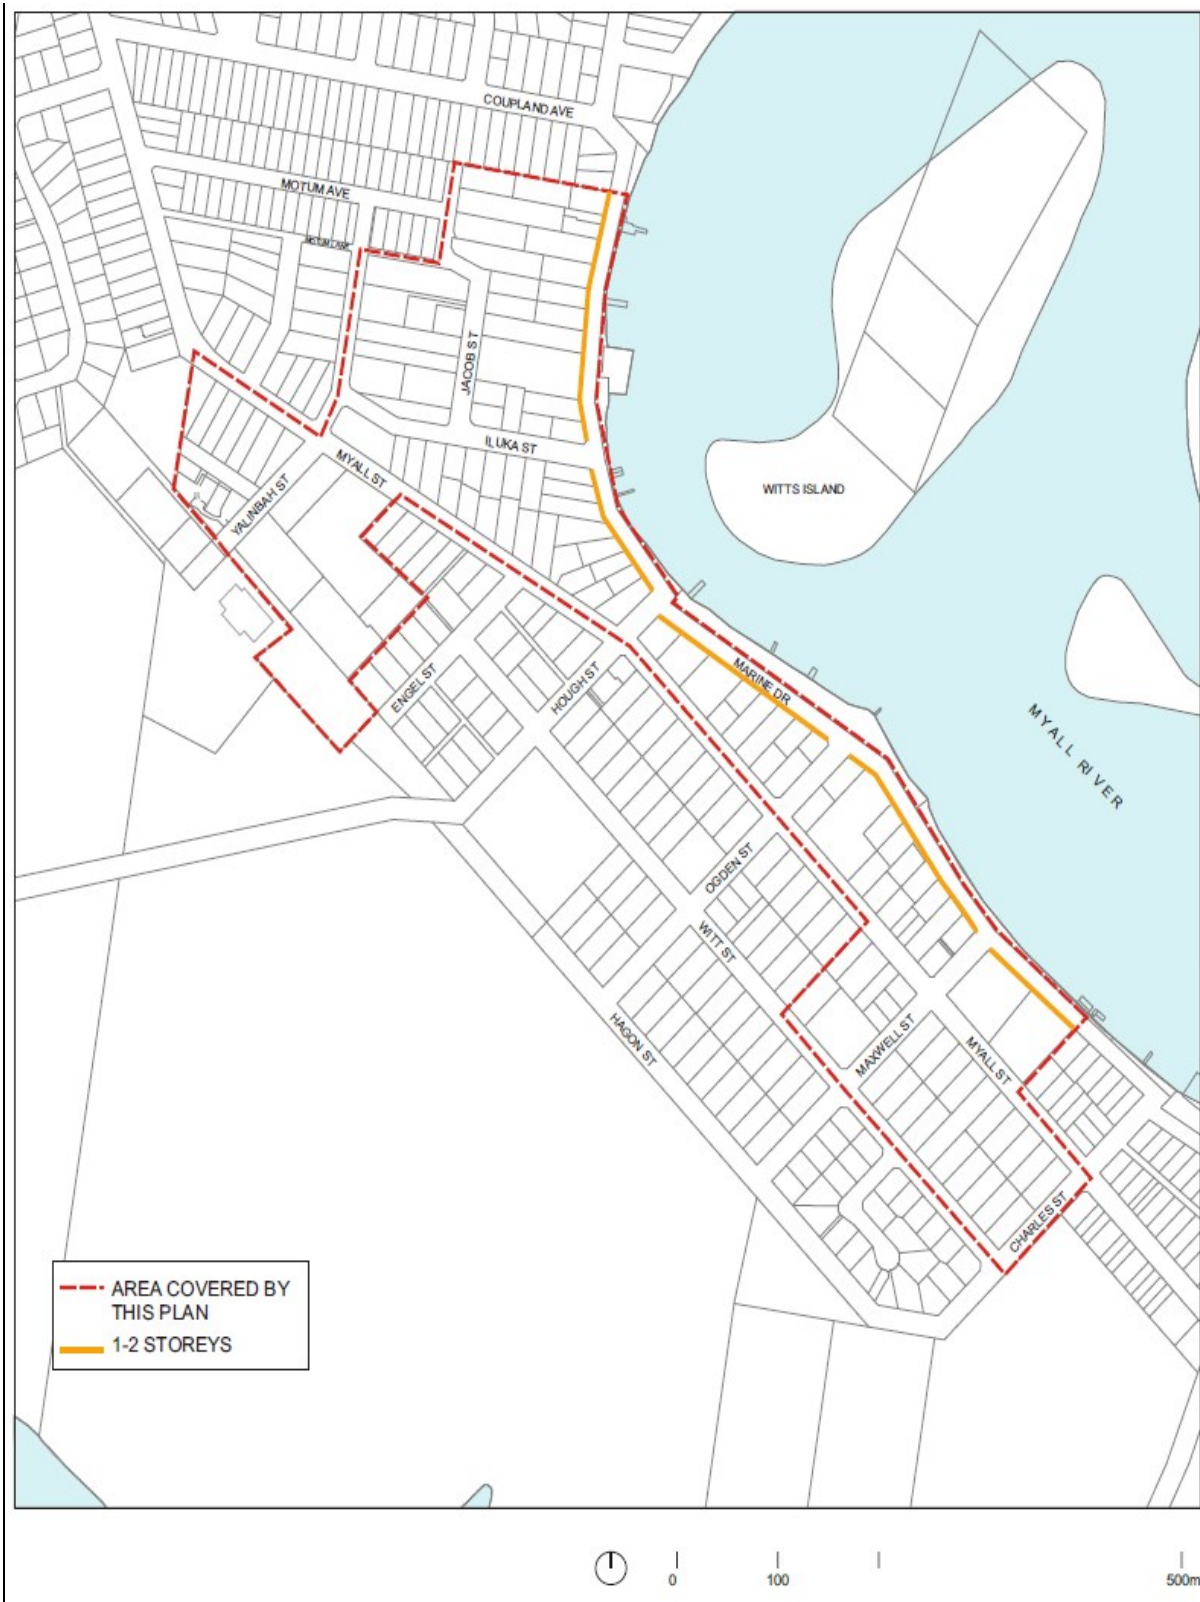 COUPLAND AVE
MOTUM AVE
MOTUM LANE
JACOB ST
ILUKA ST
MYALL ST
YALINBAH ST
WITTS ISLAND
ENGEL ST
HOUGH ST
MARINE DR
MYALL RIVER
OGDEN ST
WITT ST
HAGON ST
MAXWELL ST
MYALL ST
CHARLES ST
AREA COVERED BY
THIS PLAN
1-2 STOREYS
0
100
500m